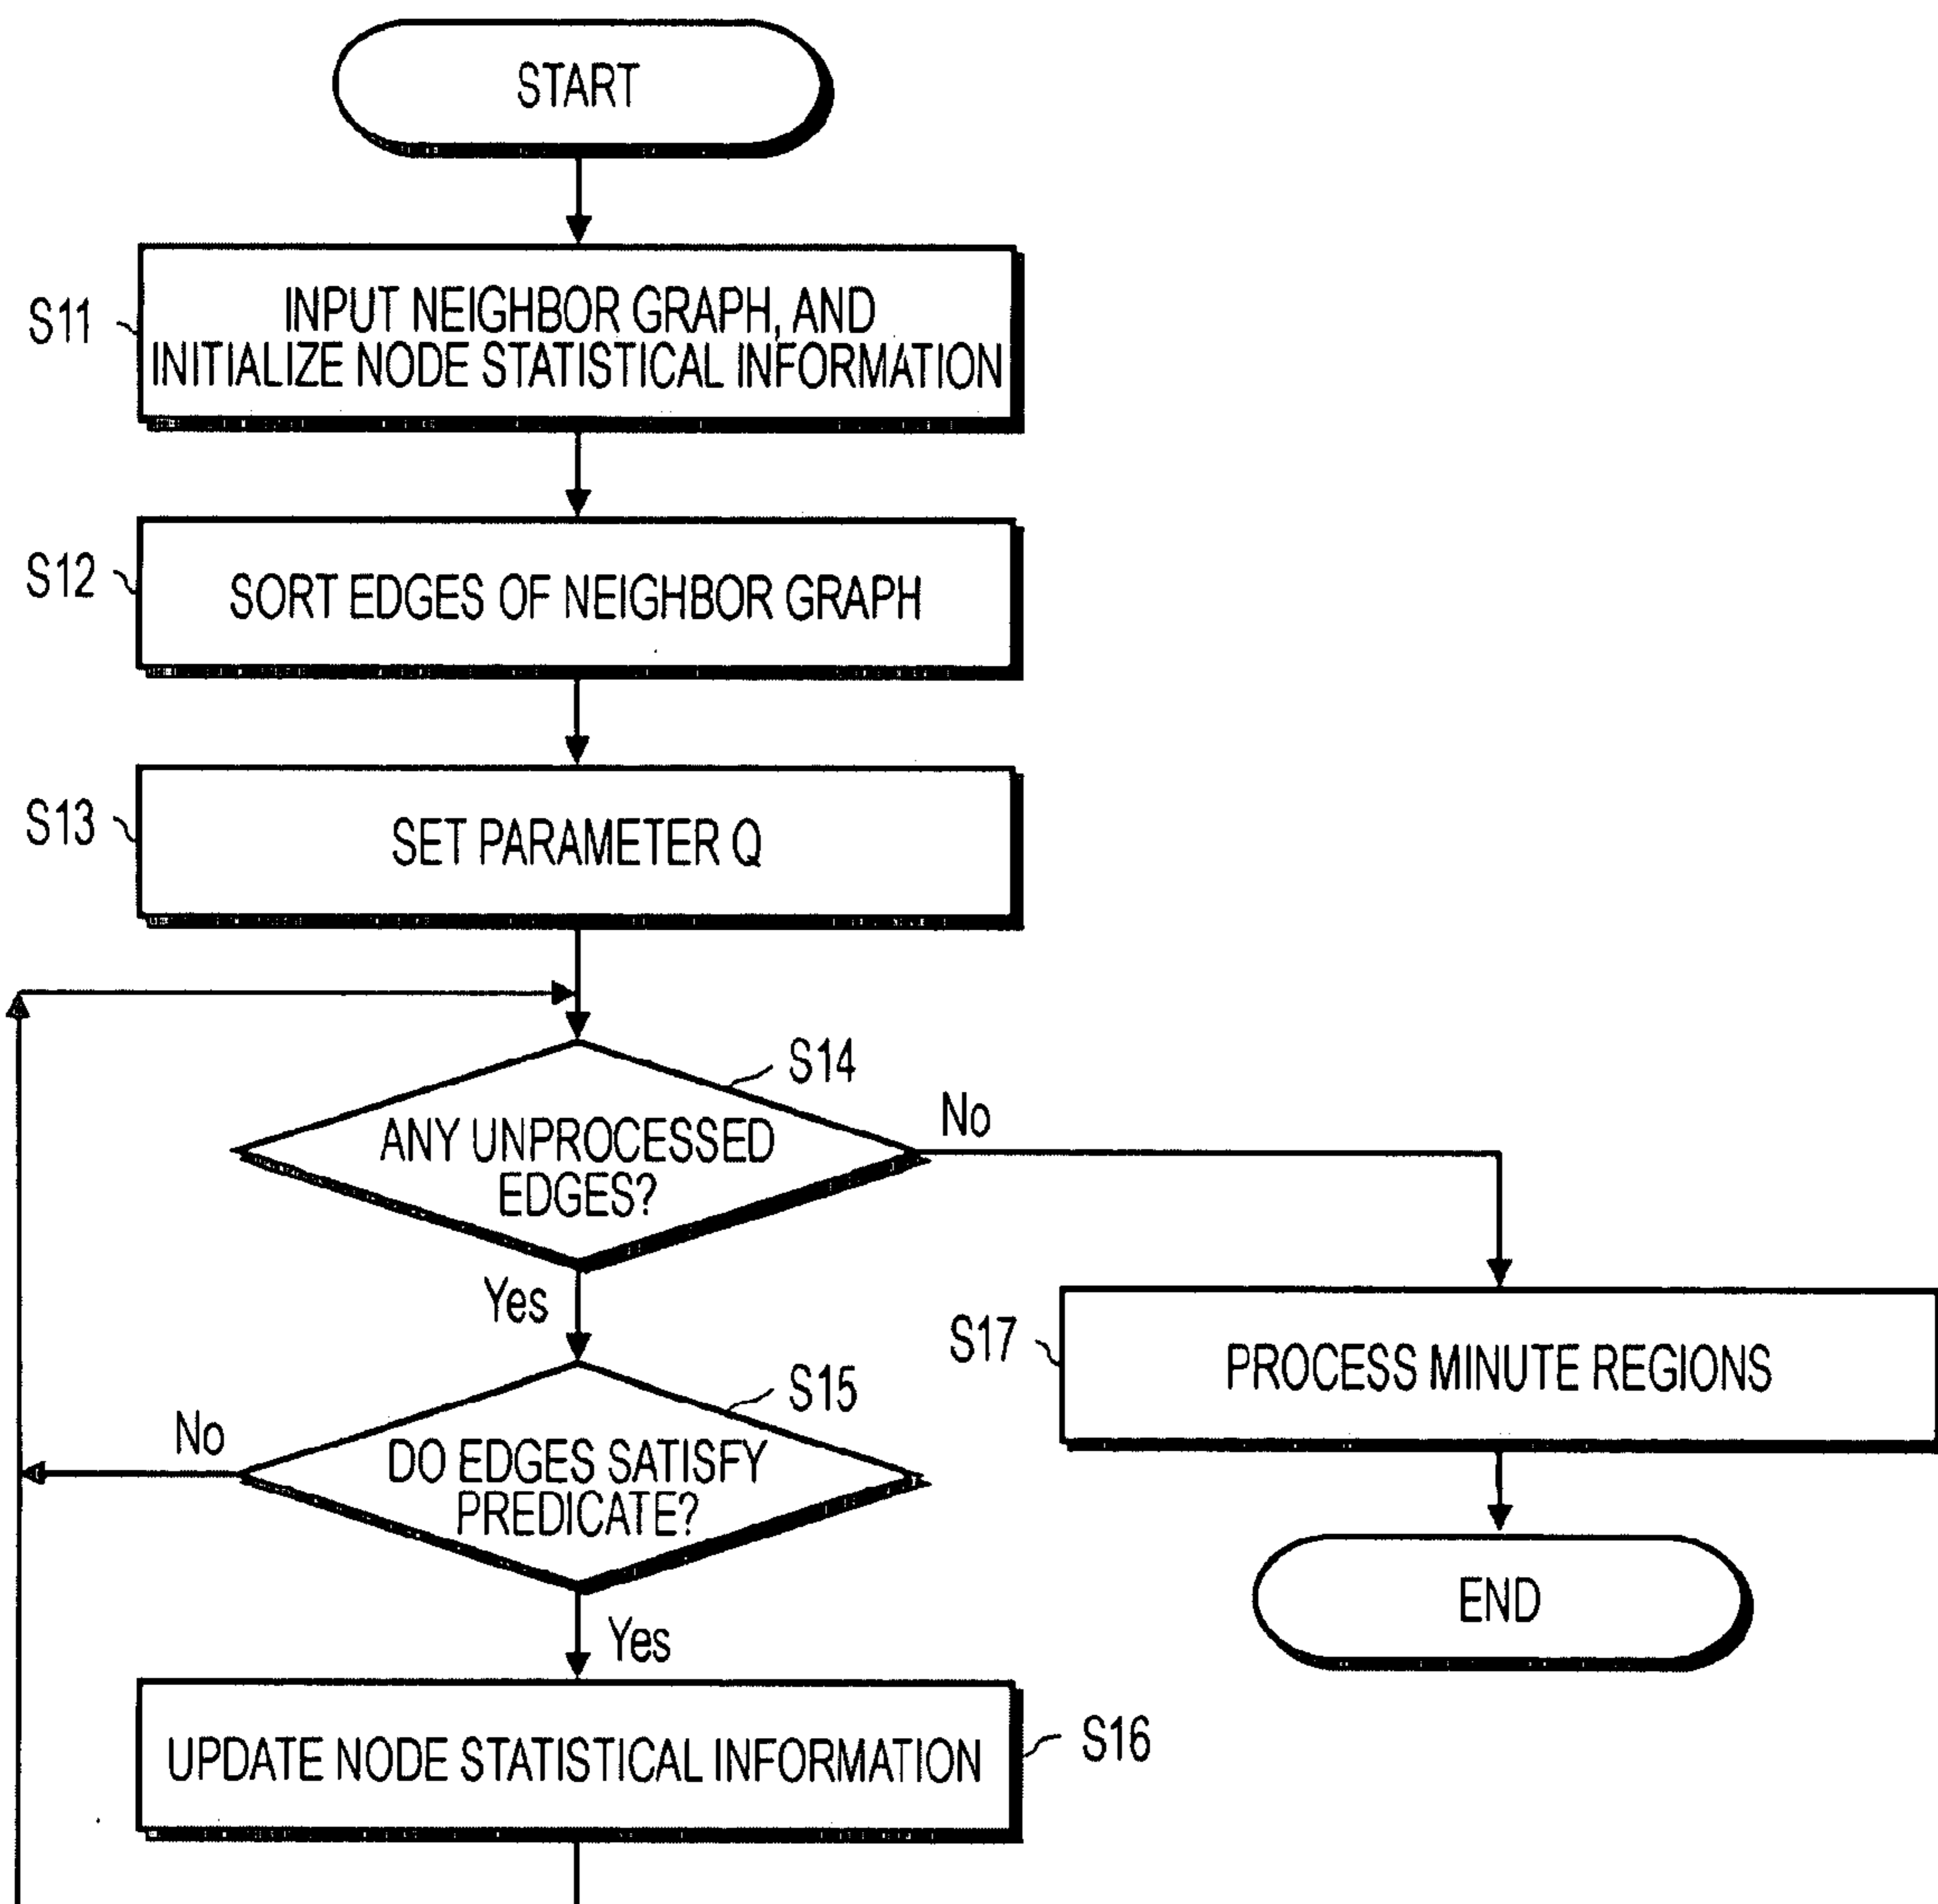 START
S11
INPUT NEIGHBOR GRAPH, AND
INITIALIZE NODE STATISTICAL INFORMATION
S12
SORT EDGES OF NEIGHBOR GRAPH
S13
SET PARAMETER Q
S14
ANY UNPROCESSED
EDGES?
No
Yes
S15
DO EDGES SATISFY
PREDICATE?
No
Yes
S16
UPDATE NODE STATISTICAL INFORMATION
S17
PROCESS MINUTE REGIONS
END